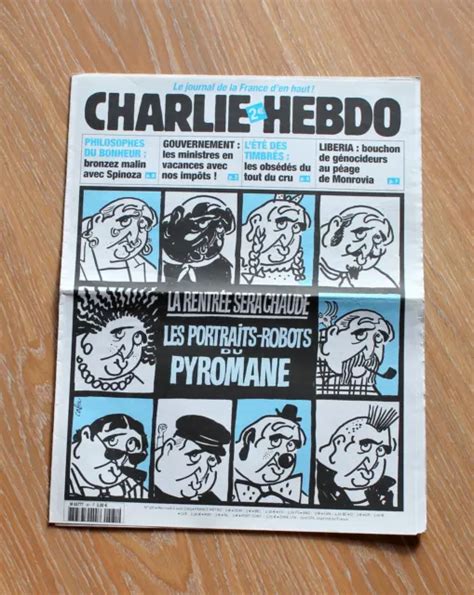 Le journal de la France d'en haut !
CHARLIE HEBDO
2€
PHILOSOPHES
DU BONHEUR :
bronzez malin
avec Spinoza
GOUVERNEMENT :
les ministres en
vacances avec
nos impôts !
L'ÉTÉ DES
TIMBRÉS :
les obsédés du
tout du cru
LIBERIA : bouchon
de génocideurs
au péage
de Monrovia
LA RENTRÉE SERA CHAUDE
LES PORTRAITS-ROBOTS
DU
PYROMANE
CABU